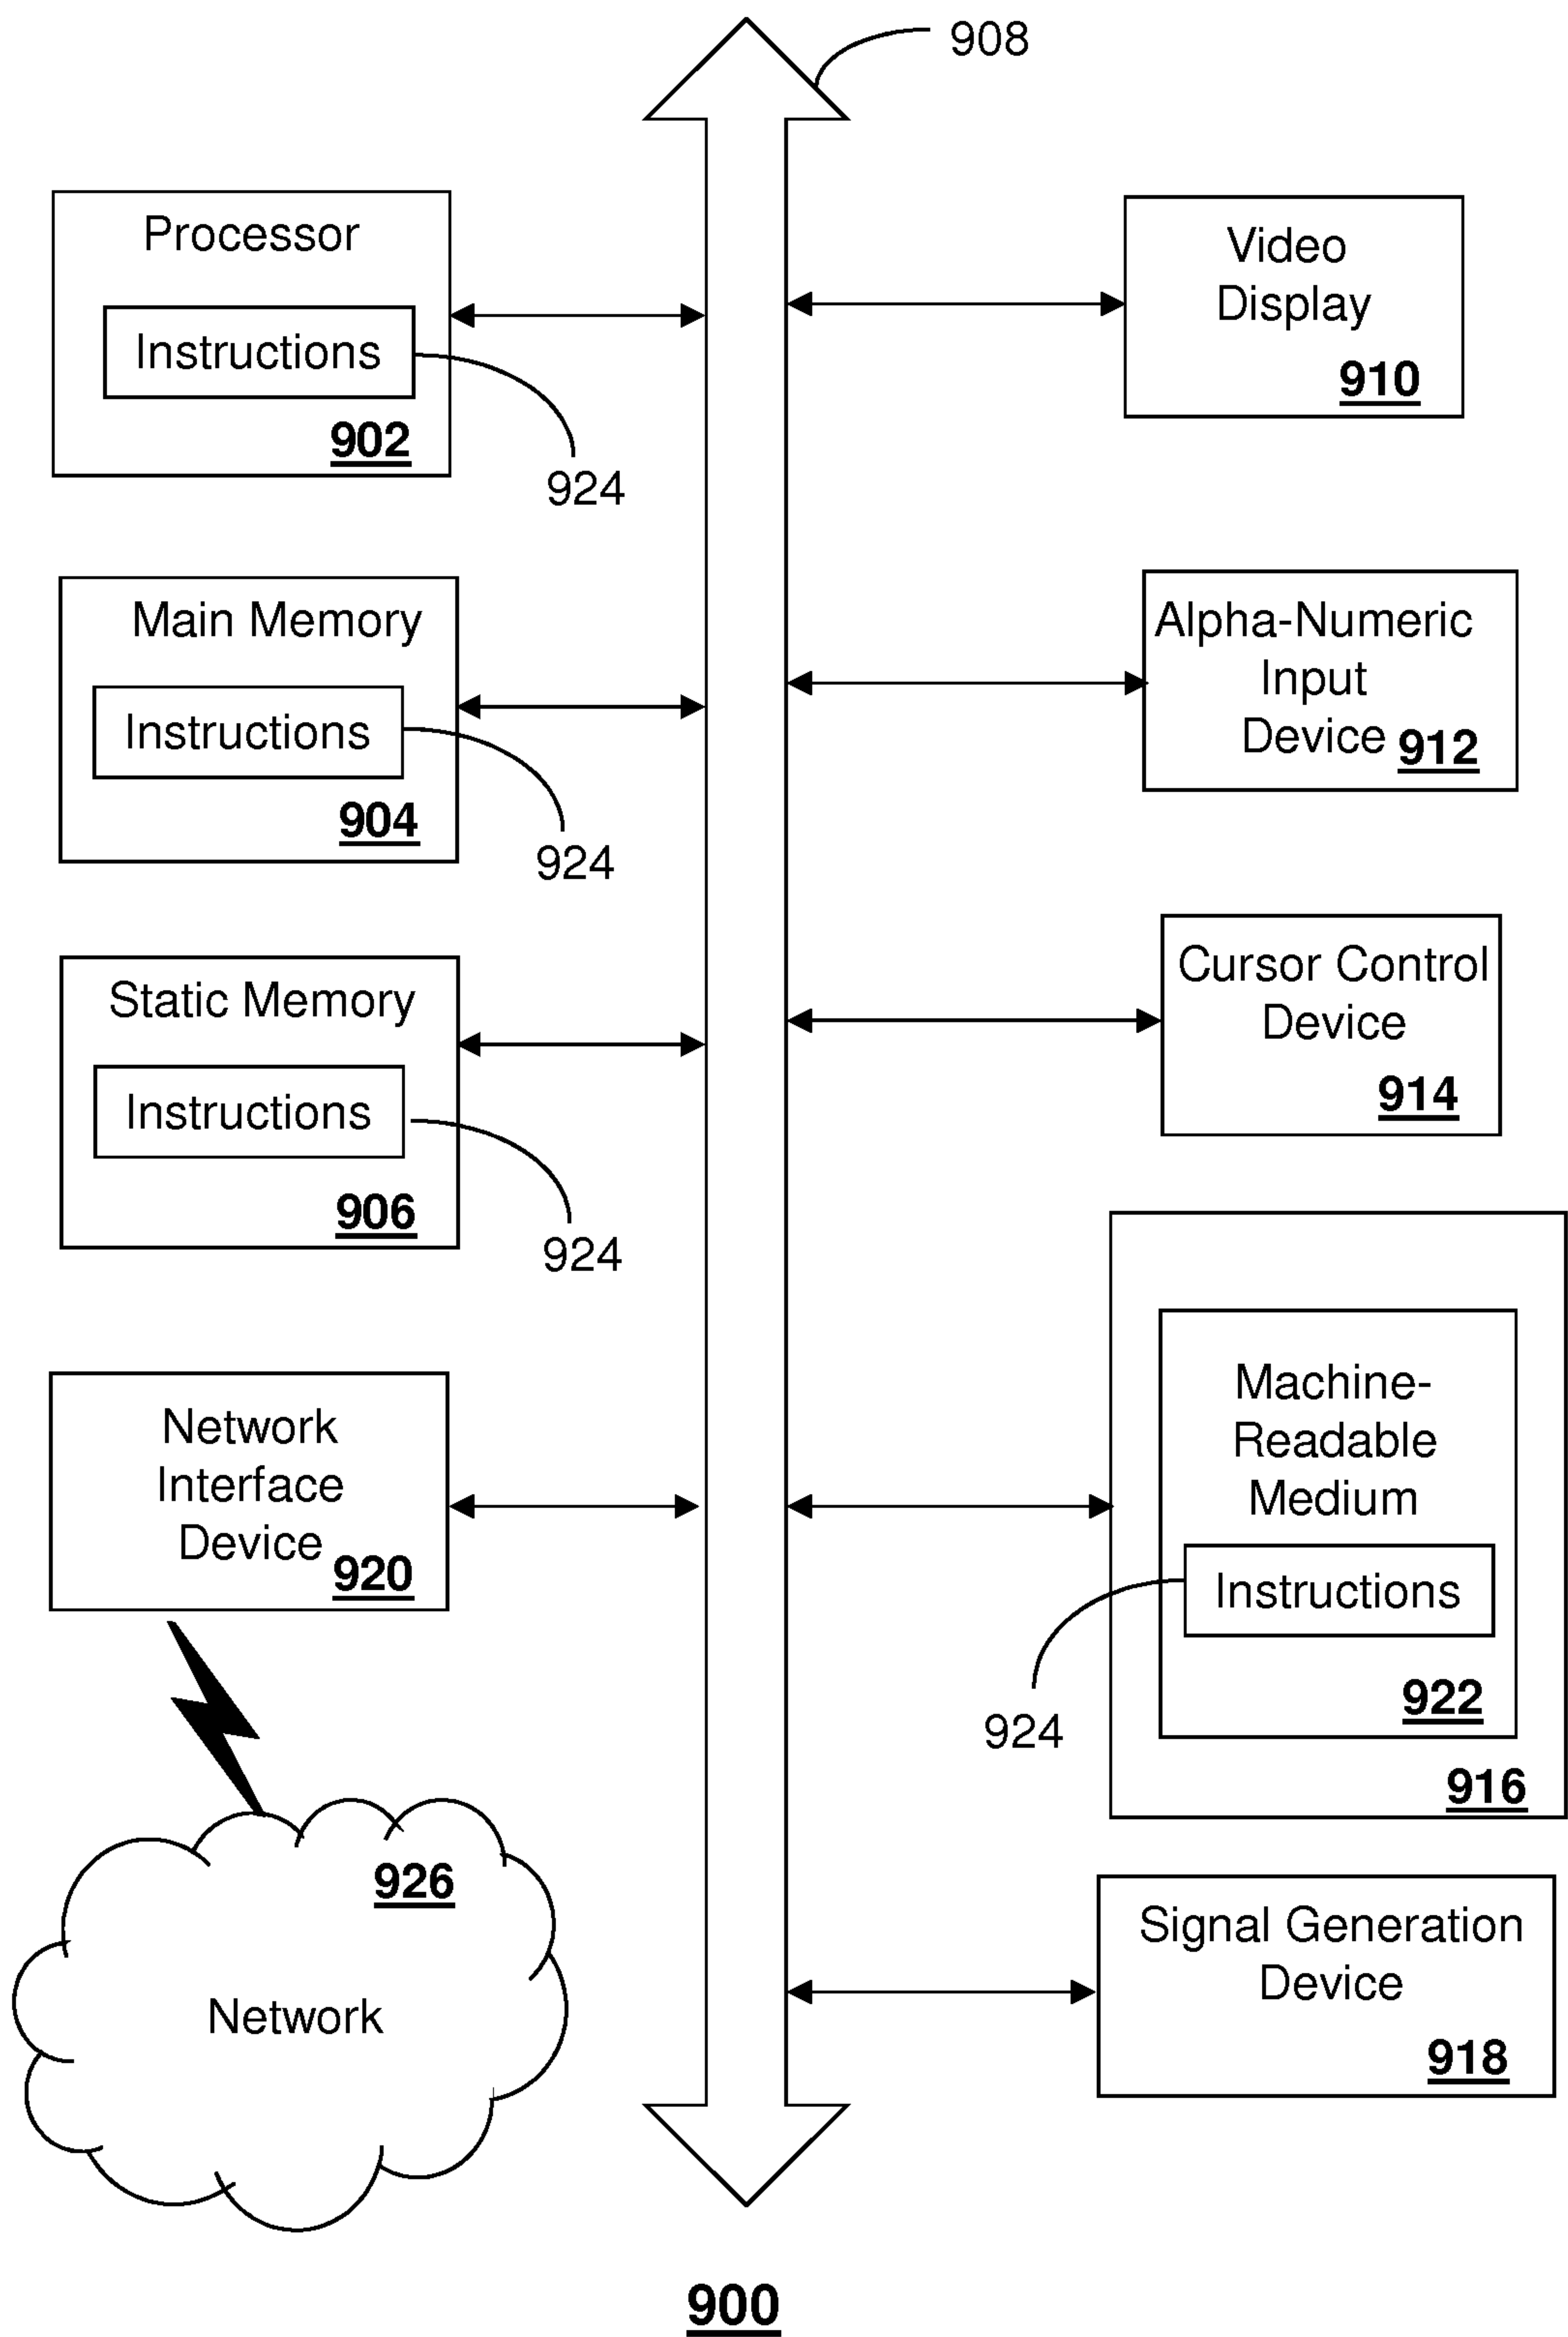 908
Processor
Instructions
902
924
Main Memory
Instructions
904
924
Static Memory
Instructions
906
924
Network
Interface
Device
920
926
Network
Video
Display
910
Alpha-Numeric
Input
Device
912
Cursor Control
Device
914
Machine-
Readable
Medium
Instructions
922
924
916
Signal Generation
Device
918
900